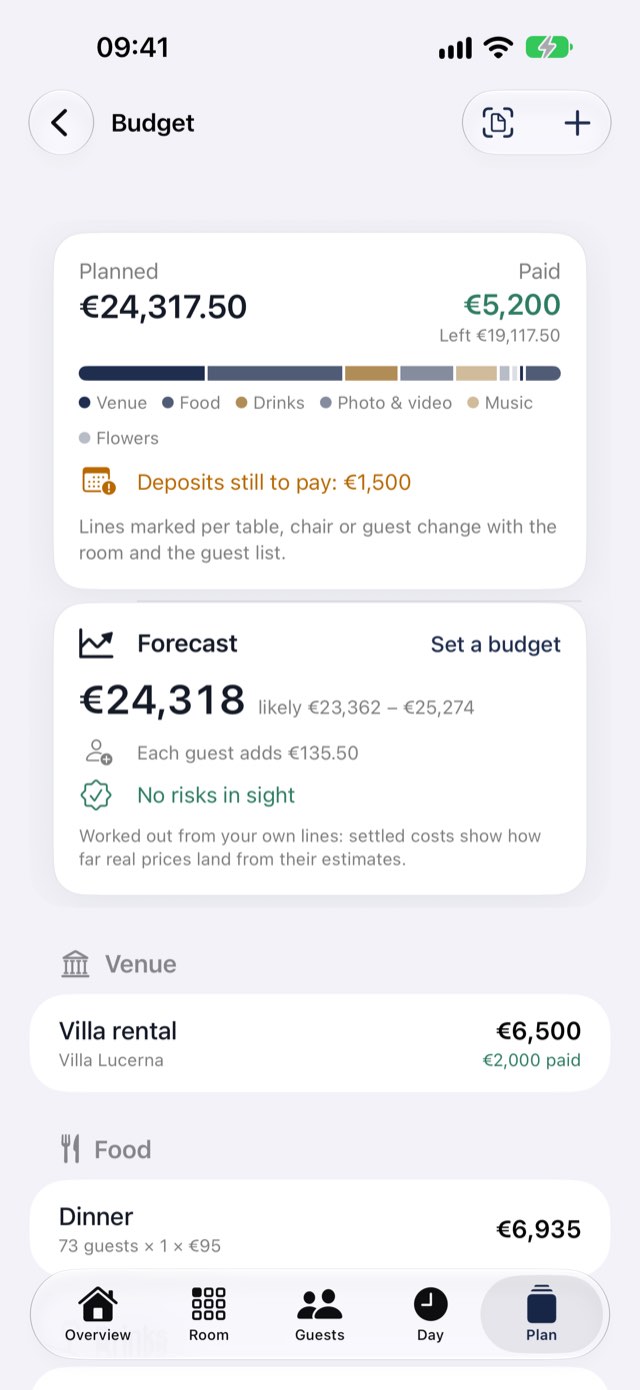 09:41
Budget
Planned
Paid
€24,317.50
€5,200
Left €19,117.50
Venue
Food
Drinks
Photo & video
Music
Flowers
Deposits still to pay: €1,500
Lines marked per table, chair or guest change with the
room and the guest list.
Forecast
Set a budget
€24,318
likely €23,362 – €25,274
Each guest adds €135.50
No risks in sight
Worked out from your own lines: settled costs show how
far real prices land from their estimates.
Venue
Villa rental
€6,500
Villa Lucerna
€2,000 paid
Food
Dinner
€6,935
73 guests × 1 × €95
Overview
Room
Guests
Day
Plan